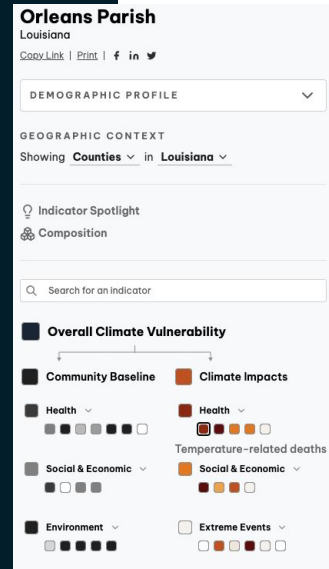 Orleans Parish
Louisiana
Copy Link | Print |
DEMOGRAPHIC PROFILE
GEOGRAPHIC CONTEXT
Showing Counties in Louisiana
Indicator Spotlight
Composition
Search for an indicator
Overall Climate Vulnerability
Community Baseline Climate Impacts
Health Health
Temperature-related deaths
Social & Economic Social & Economic
Environment Extreme Events